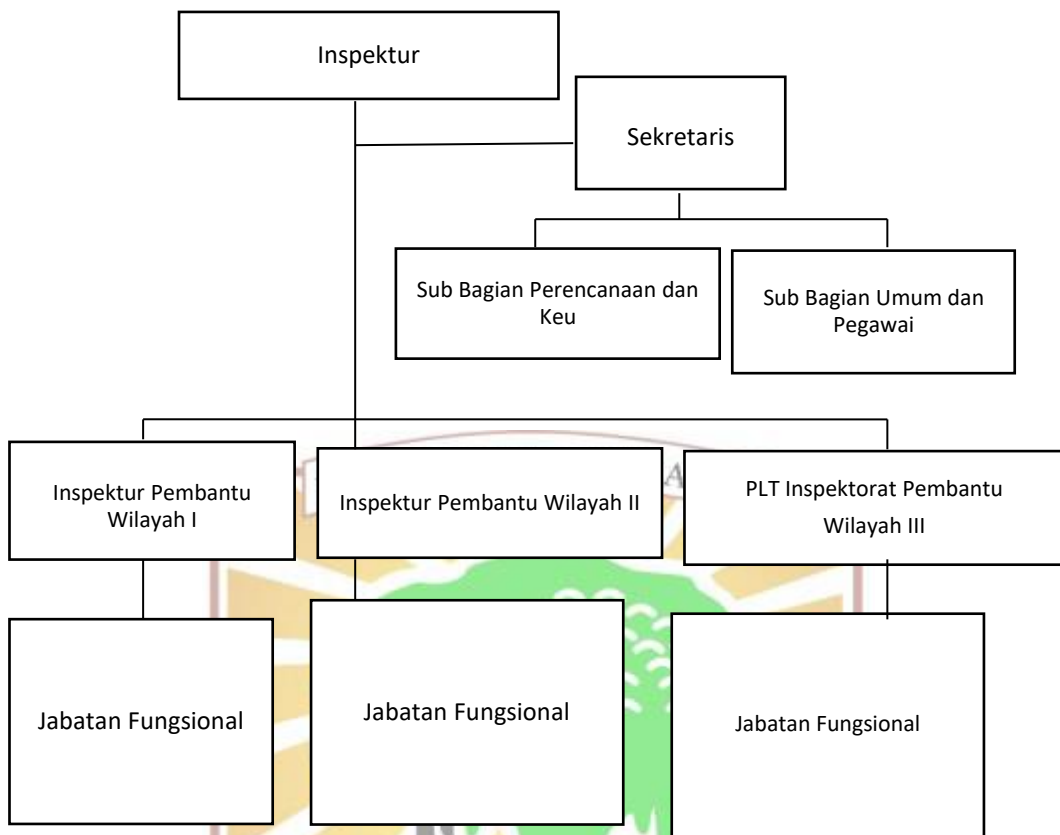 Inspektur
Sekretaris
Sub Bagian Perencanaan dan
Keu
Sub Bagian Umum dan
Pegawai
Inspektur Pembantu
Wilayah I
Inspektur Pembantu Wilayah II
PLT Inspektorat Pembantu
Wilayah III
Jabatan Fungsional
Jabatan Fungsional
Jabatan Fungsional